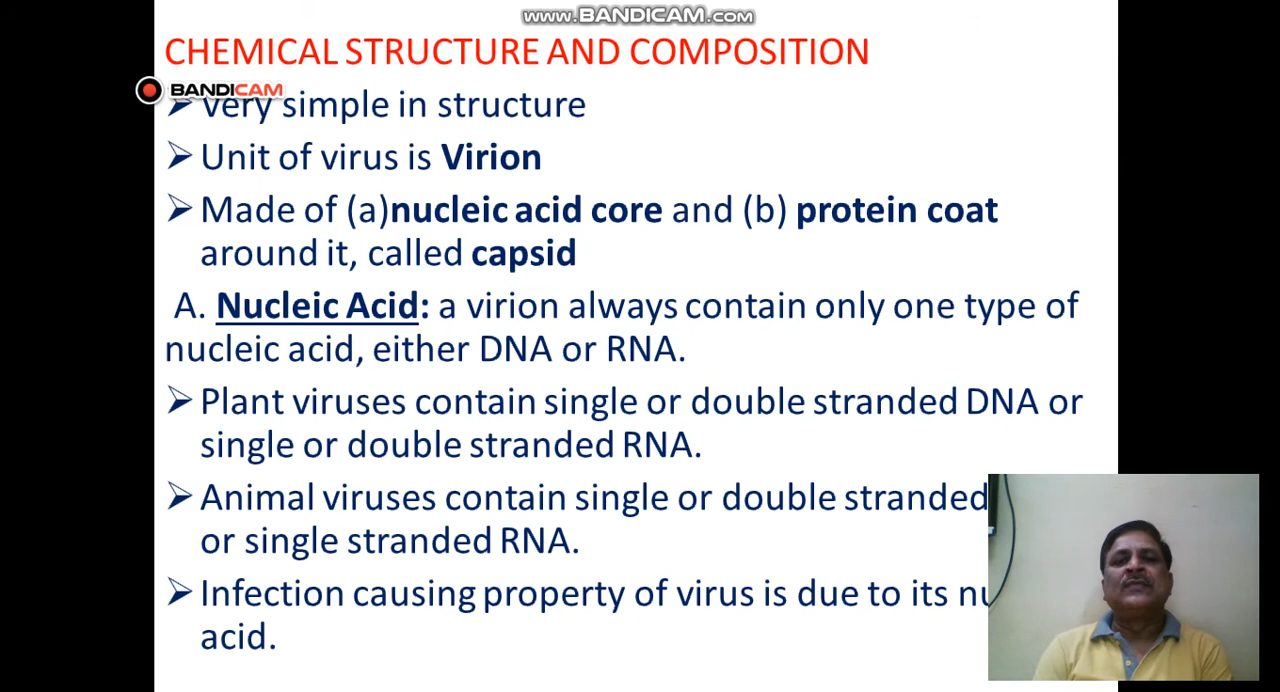 www.BANDICAM.com
CHEMICAL STRUCTURE AND COMPOSITION
BANDICAM
➢ very simple in structure
➢ Unit of virus is Virion
➢ Made of (a)nucleic acid core and (b) protein coat
around it, called capsid
A. Nucleic Acid: a virion always contain only one type of
nucleic acid, either DNA or RNA.
➢ Plant viruses contain single or double stranded DNA or
single or double stranded RNA.
➢ Animal viruses contain single or double stranded
or single stranded RNA.
➢ Infection causing property of virus is due to its
acid.